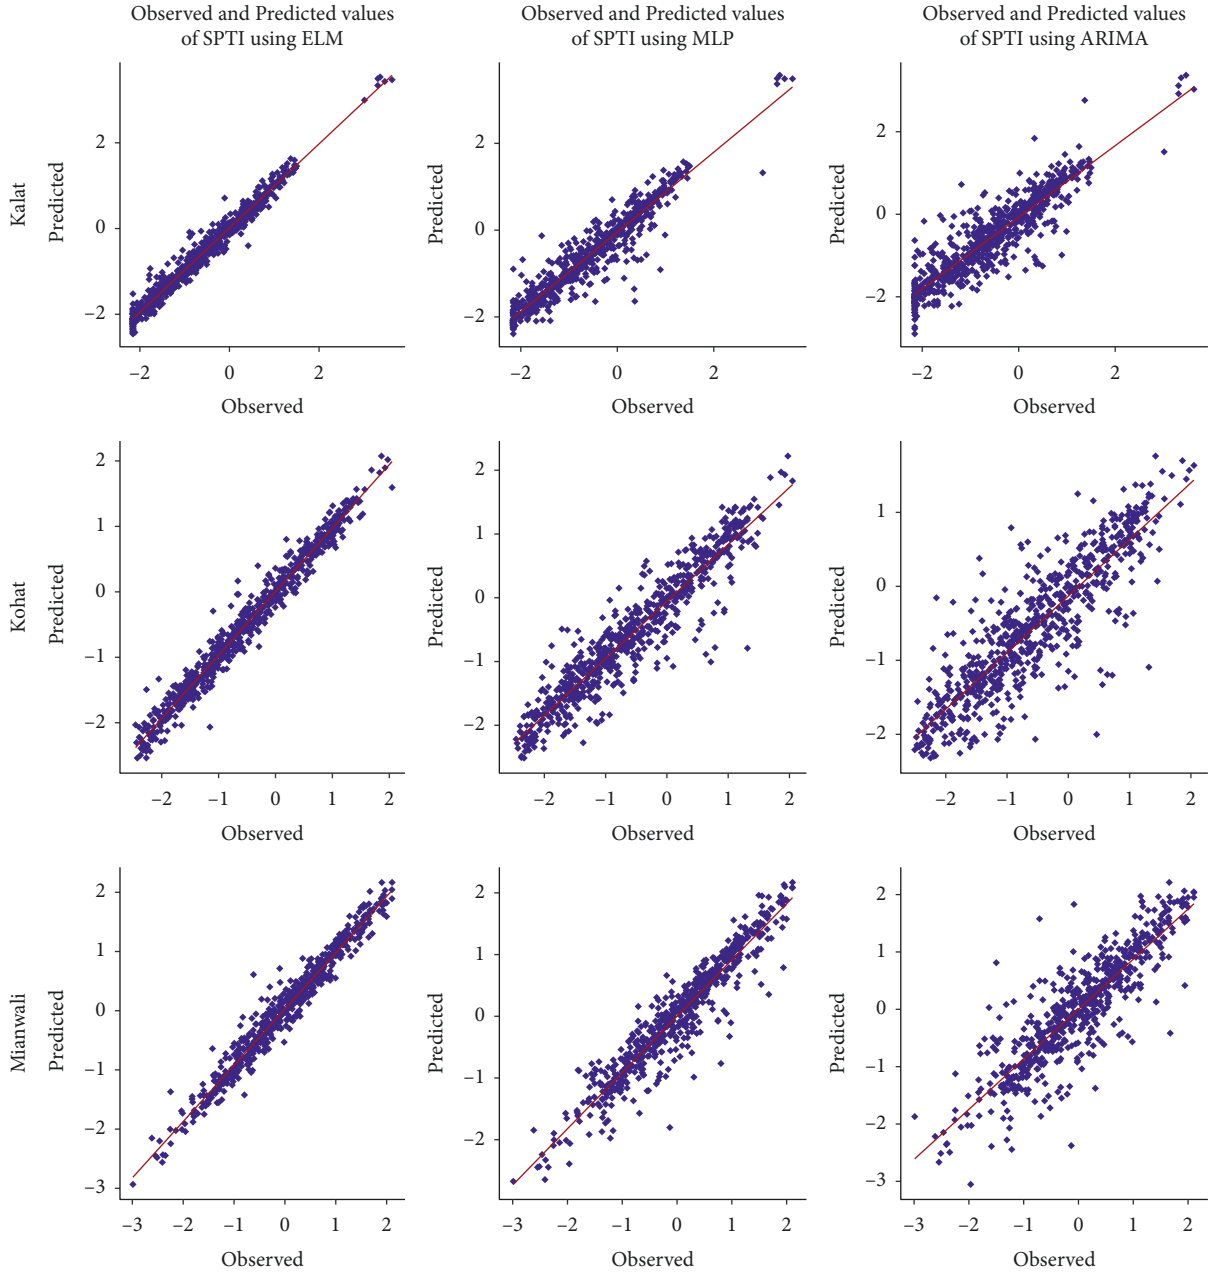 Observed and Predicted values
of SPTI using ELM
Observed and Predicted values
of SPTI using MLP
Observed and Predicted values
of SPTI using ARIMA
Kalat
Predicted
2
0
−2
−2 0 2
Observed
Predicted
2
0
−2
−2 0 2
Observed
Predicted
2
0
−2
−2 0 2
Observed
Kohat
Predicted
2
1
0
−1
−2
−2 −1 0 1 2
Observed
Predicted
2
1
0
−1
−2
−2 −1 0 1 2
Observed
Predicted
1
0
−1
−2
−2 −1 0 1 2
Observed
Mianwali
Predicted
2
1
0
−1
−2
−3
−3 −2 −1 0 1 2
Observed
Predicted
2
1
0
−1
−2
−3 −2 −1 0 1 2
Observed
Predicted
2
1
0
−1
−2
−3
−3 −2 −1 0 1 2
Observed